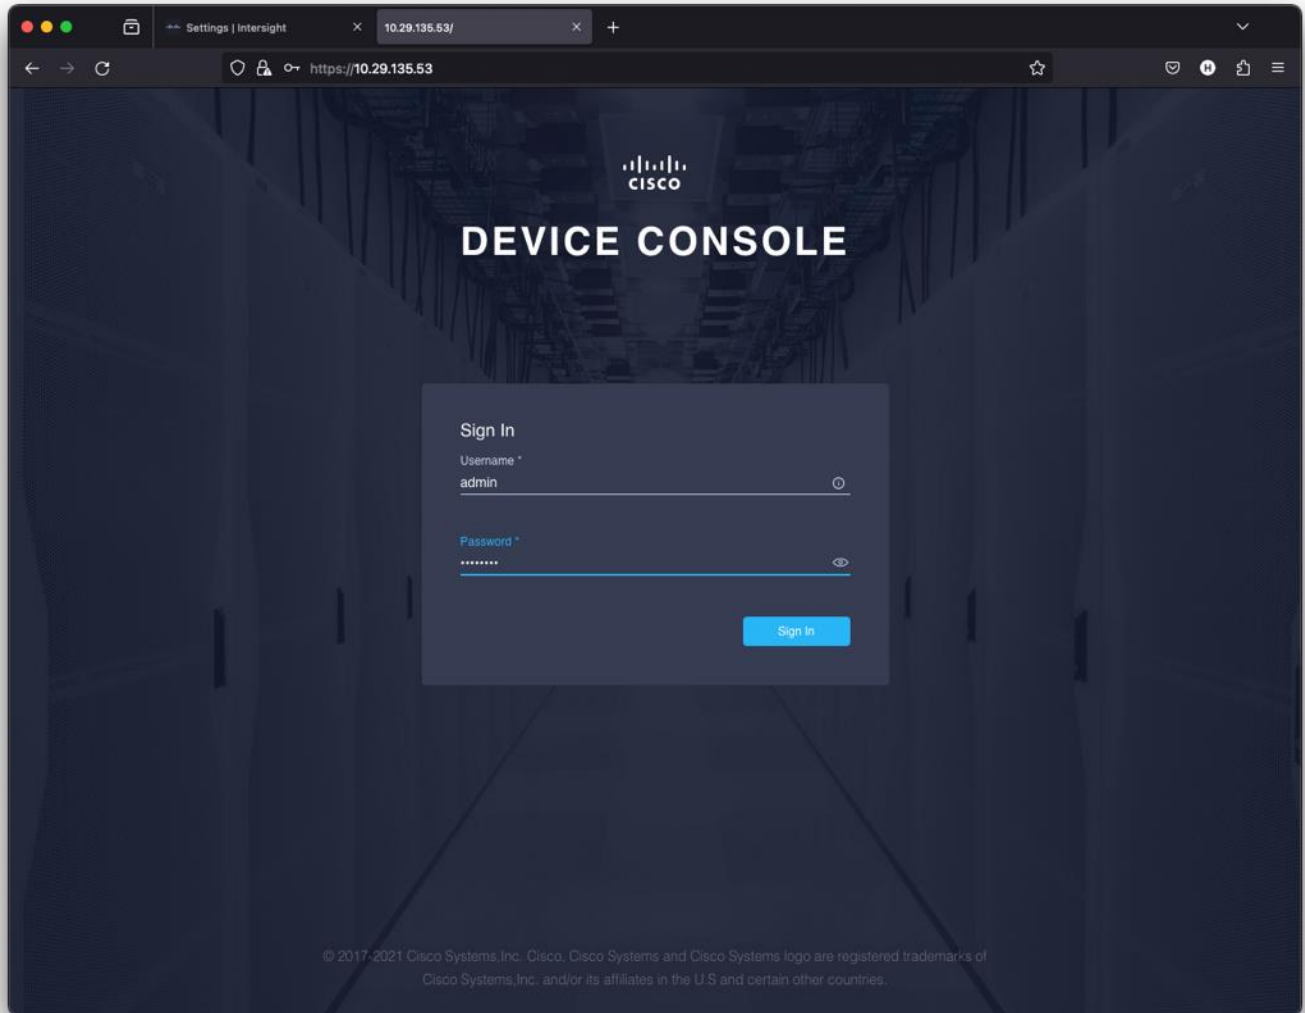 Settings | Intersight
10.29.135.53/
https://10.29.135.53
H
CISCO
DEVICE CONSOLE
Sign In
Username *
admin
Password *
••••••••
Sign In
© 2017-2021 Cisco Systems,Inc. Cisco, Cisco Systems and Cisco Systems logo are registered trademarks of
Cisco Systems,Inc. and/or its affiliates in the U.S and certain other countries.